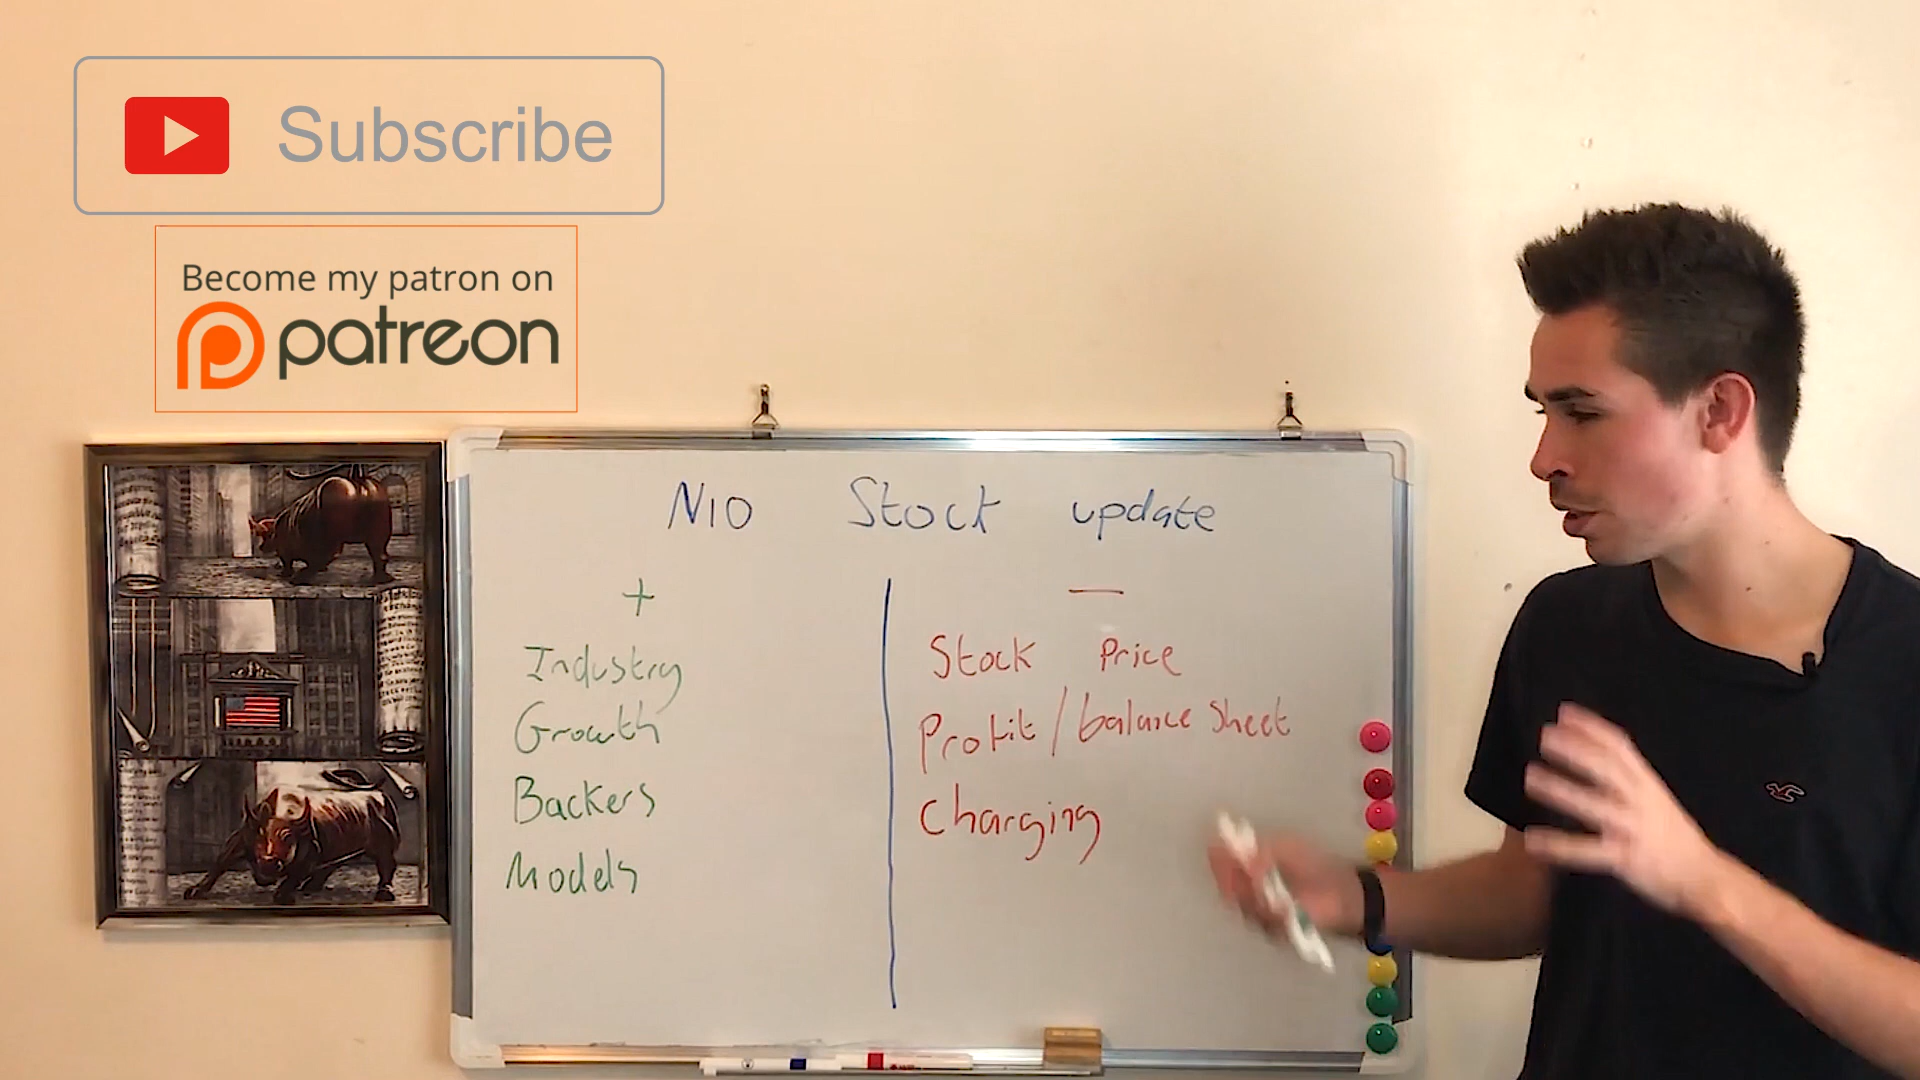 Subscribe
Become my patron on
patreon
NIO Stock update
+ —
Industry
Growth
Backers
Models
Stock Price
Profit / balance sheet
Charging